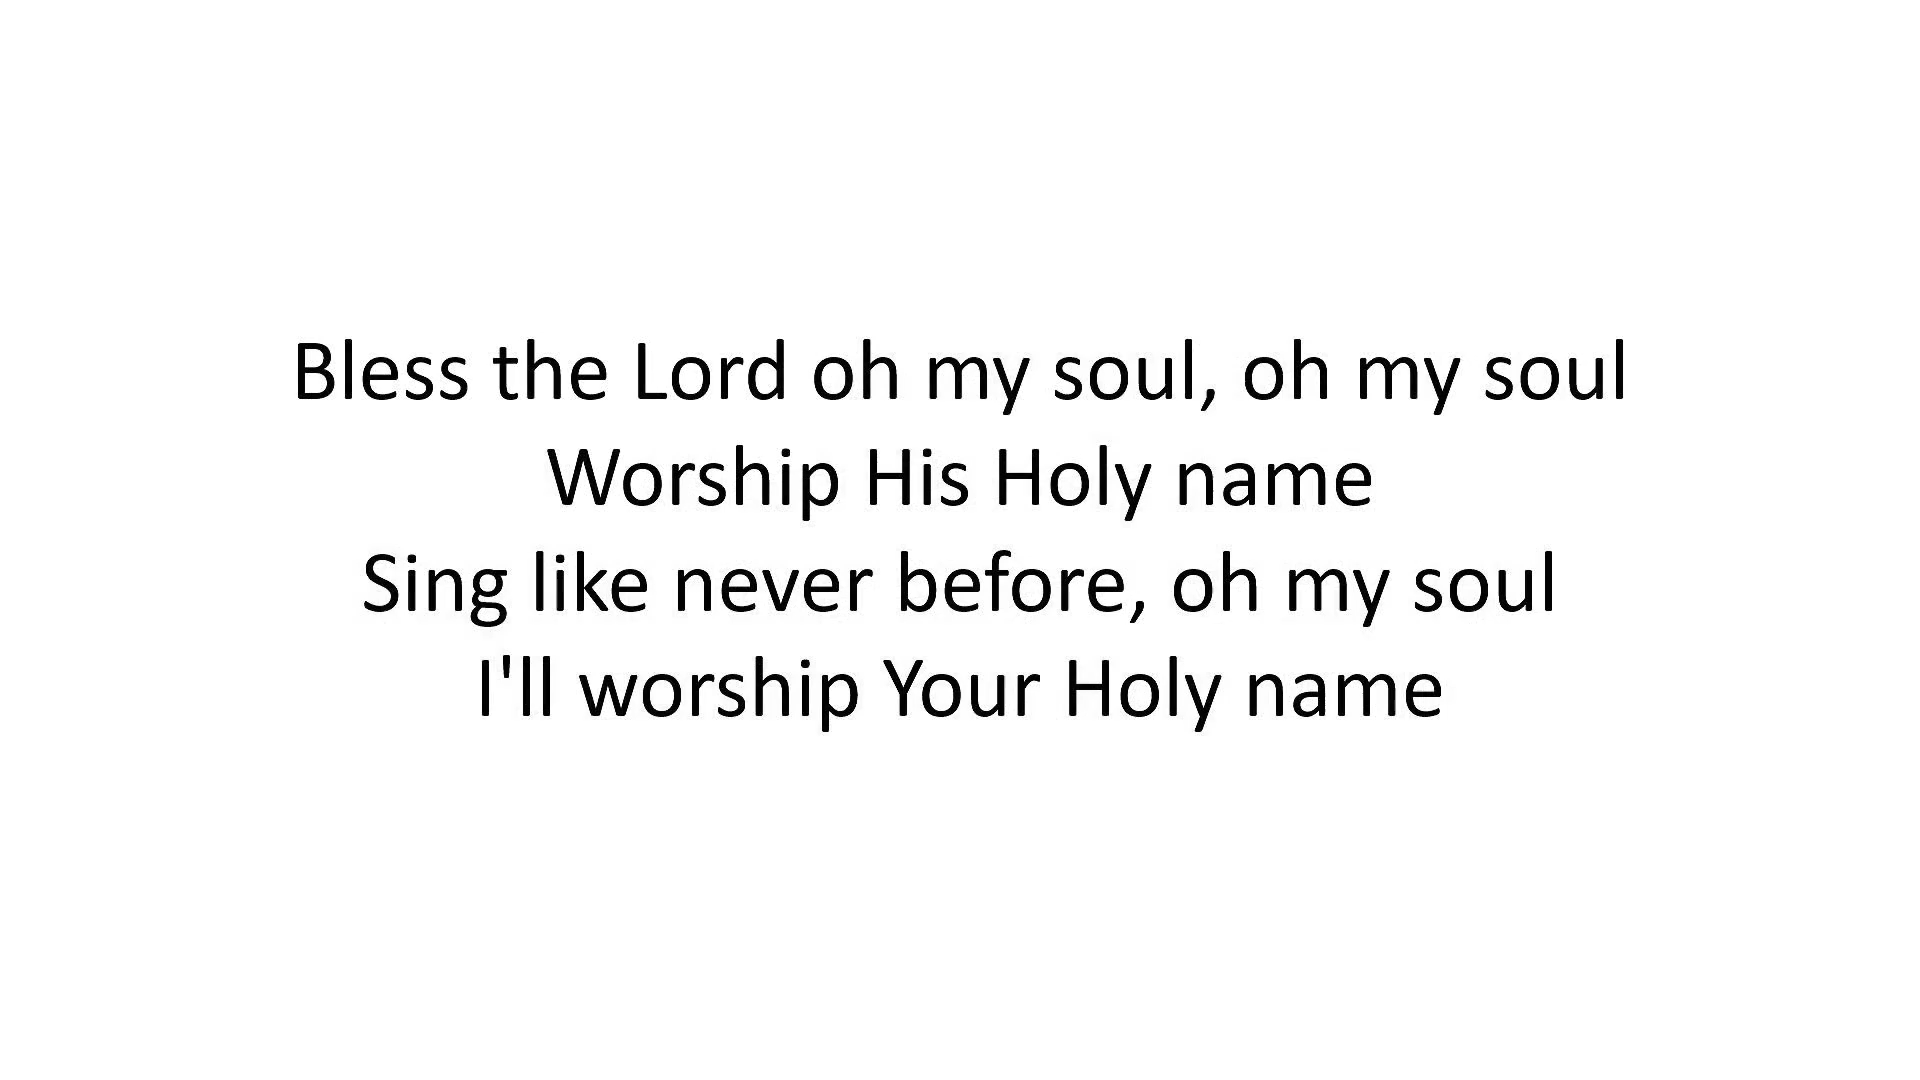 Bless the Lord oh my soul, oh my soul
Worship His Holy name
Sing like never before, oh my soul
I'll worship Your Holy name